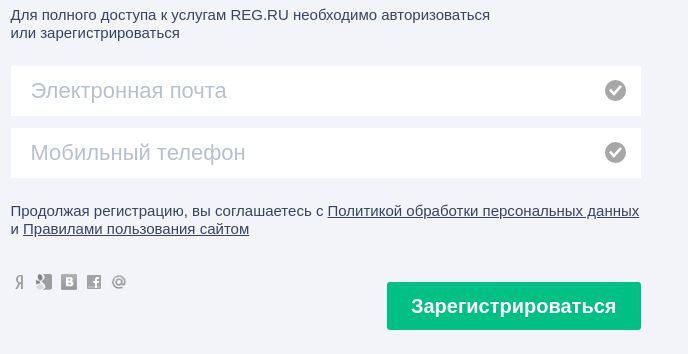 Для полного доступа к услугам REG.RU необходимо авторизоваться
или зарегистрироваться
Электронная почта
Мобильный телефон
Продолжая регистрацию, вы соглашаетесь с Политикой обработки персональных данных
и Правилами пользования сайтом
Зарегистрироваться